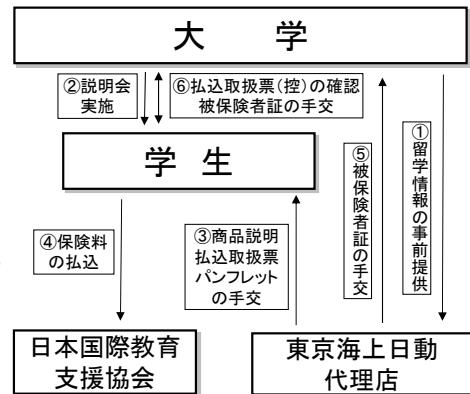 大 学
②説明会
実施
⑥払込取扱票(控)の確認
被保険者証の手交
①留学情報の事前提供
⑤被保険者証の手交
学 生
④保険料
の払込
③商品説明
払込取扱票
パンフレット
の手交
日本国際教育
支援協会
東京海上日動
代理店